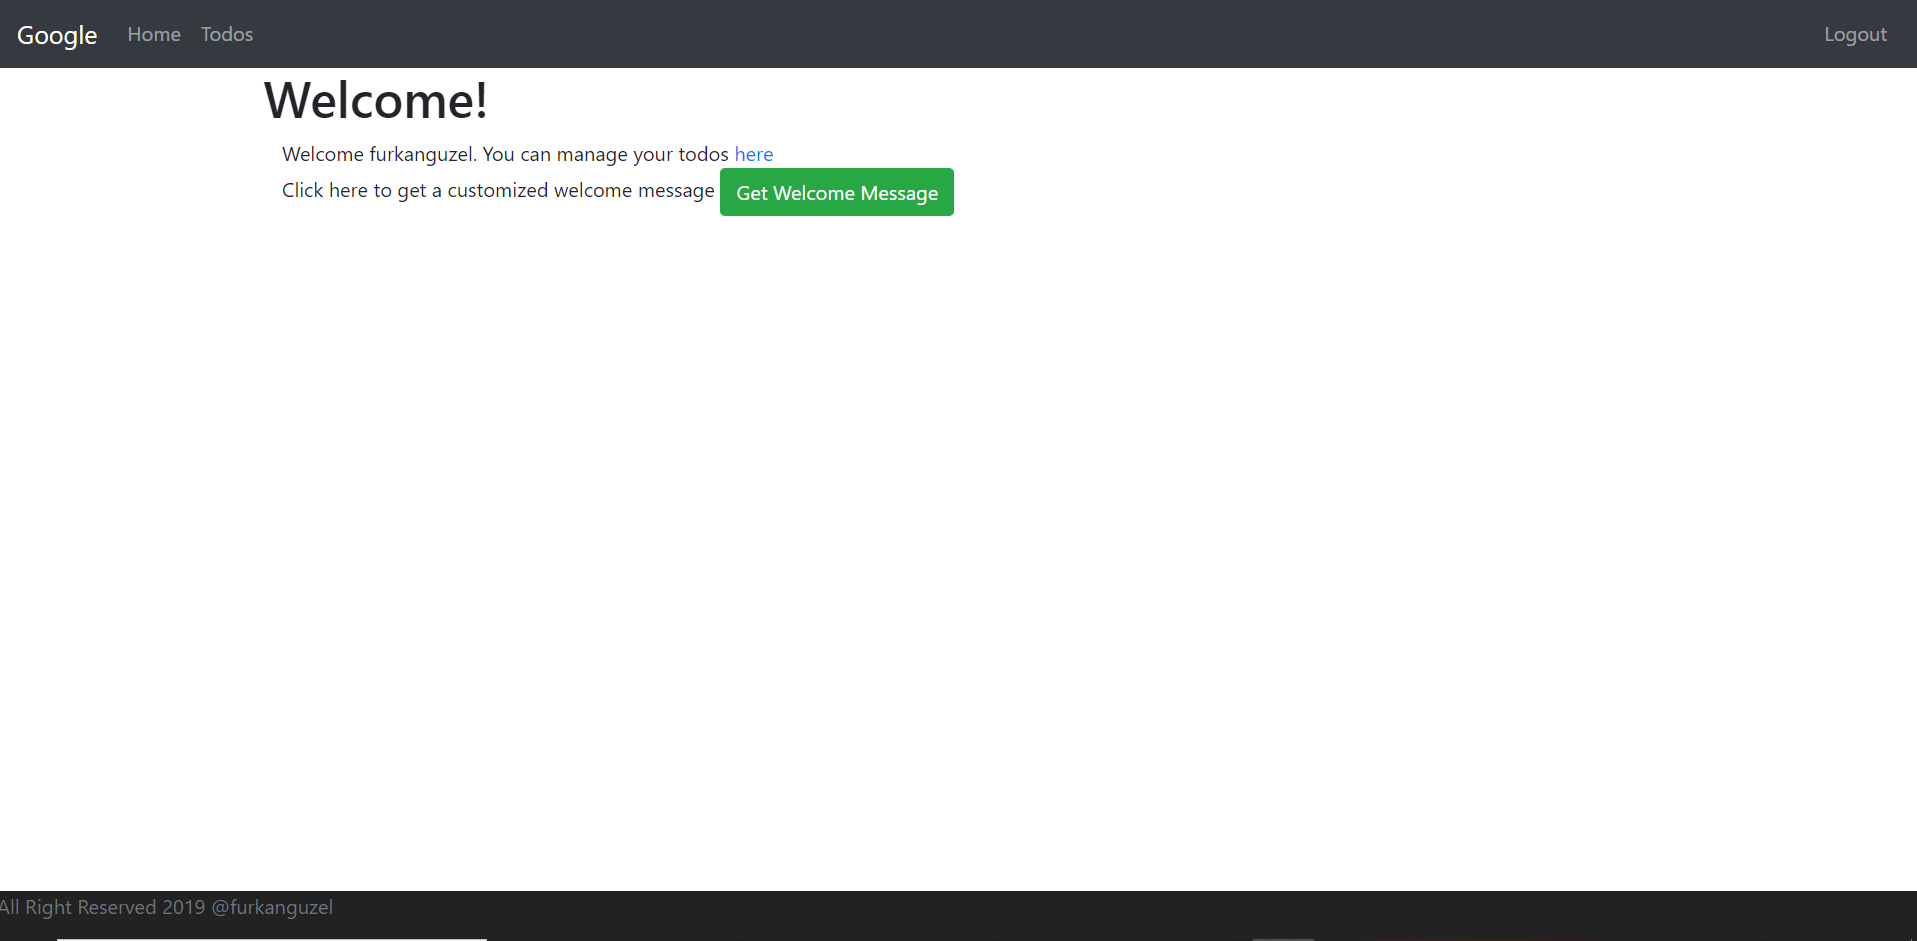 Google Home Todos Logout
Welcome!
Welcome furkanguzel. You can manage your todos here
Click here to get a customized welcome message Get Welcome Message
All Right Reserved 2019 @furkanguzel